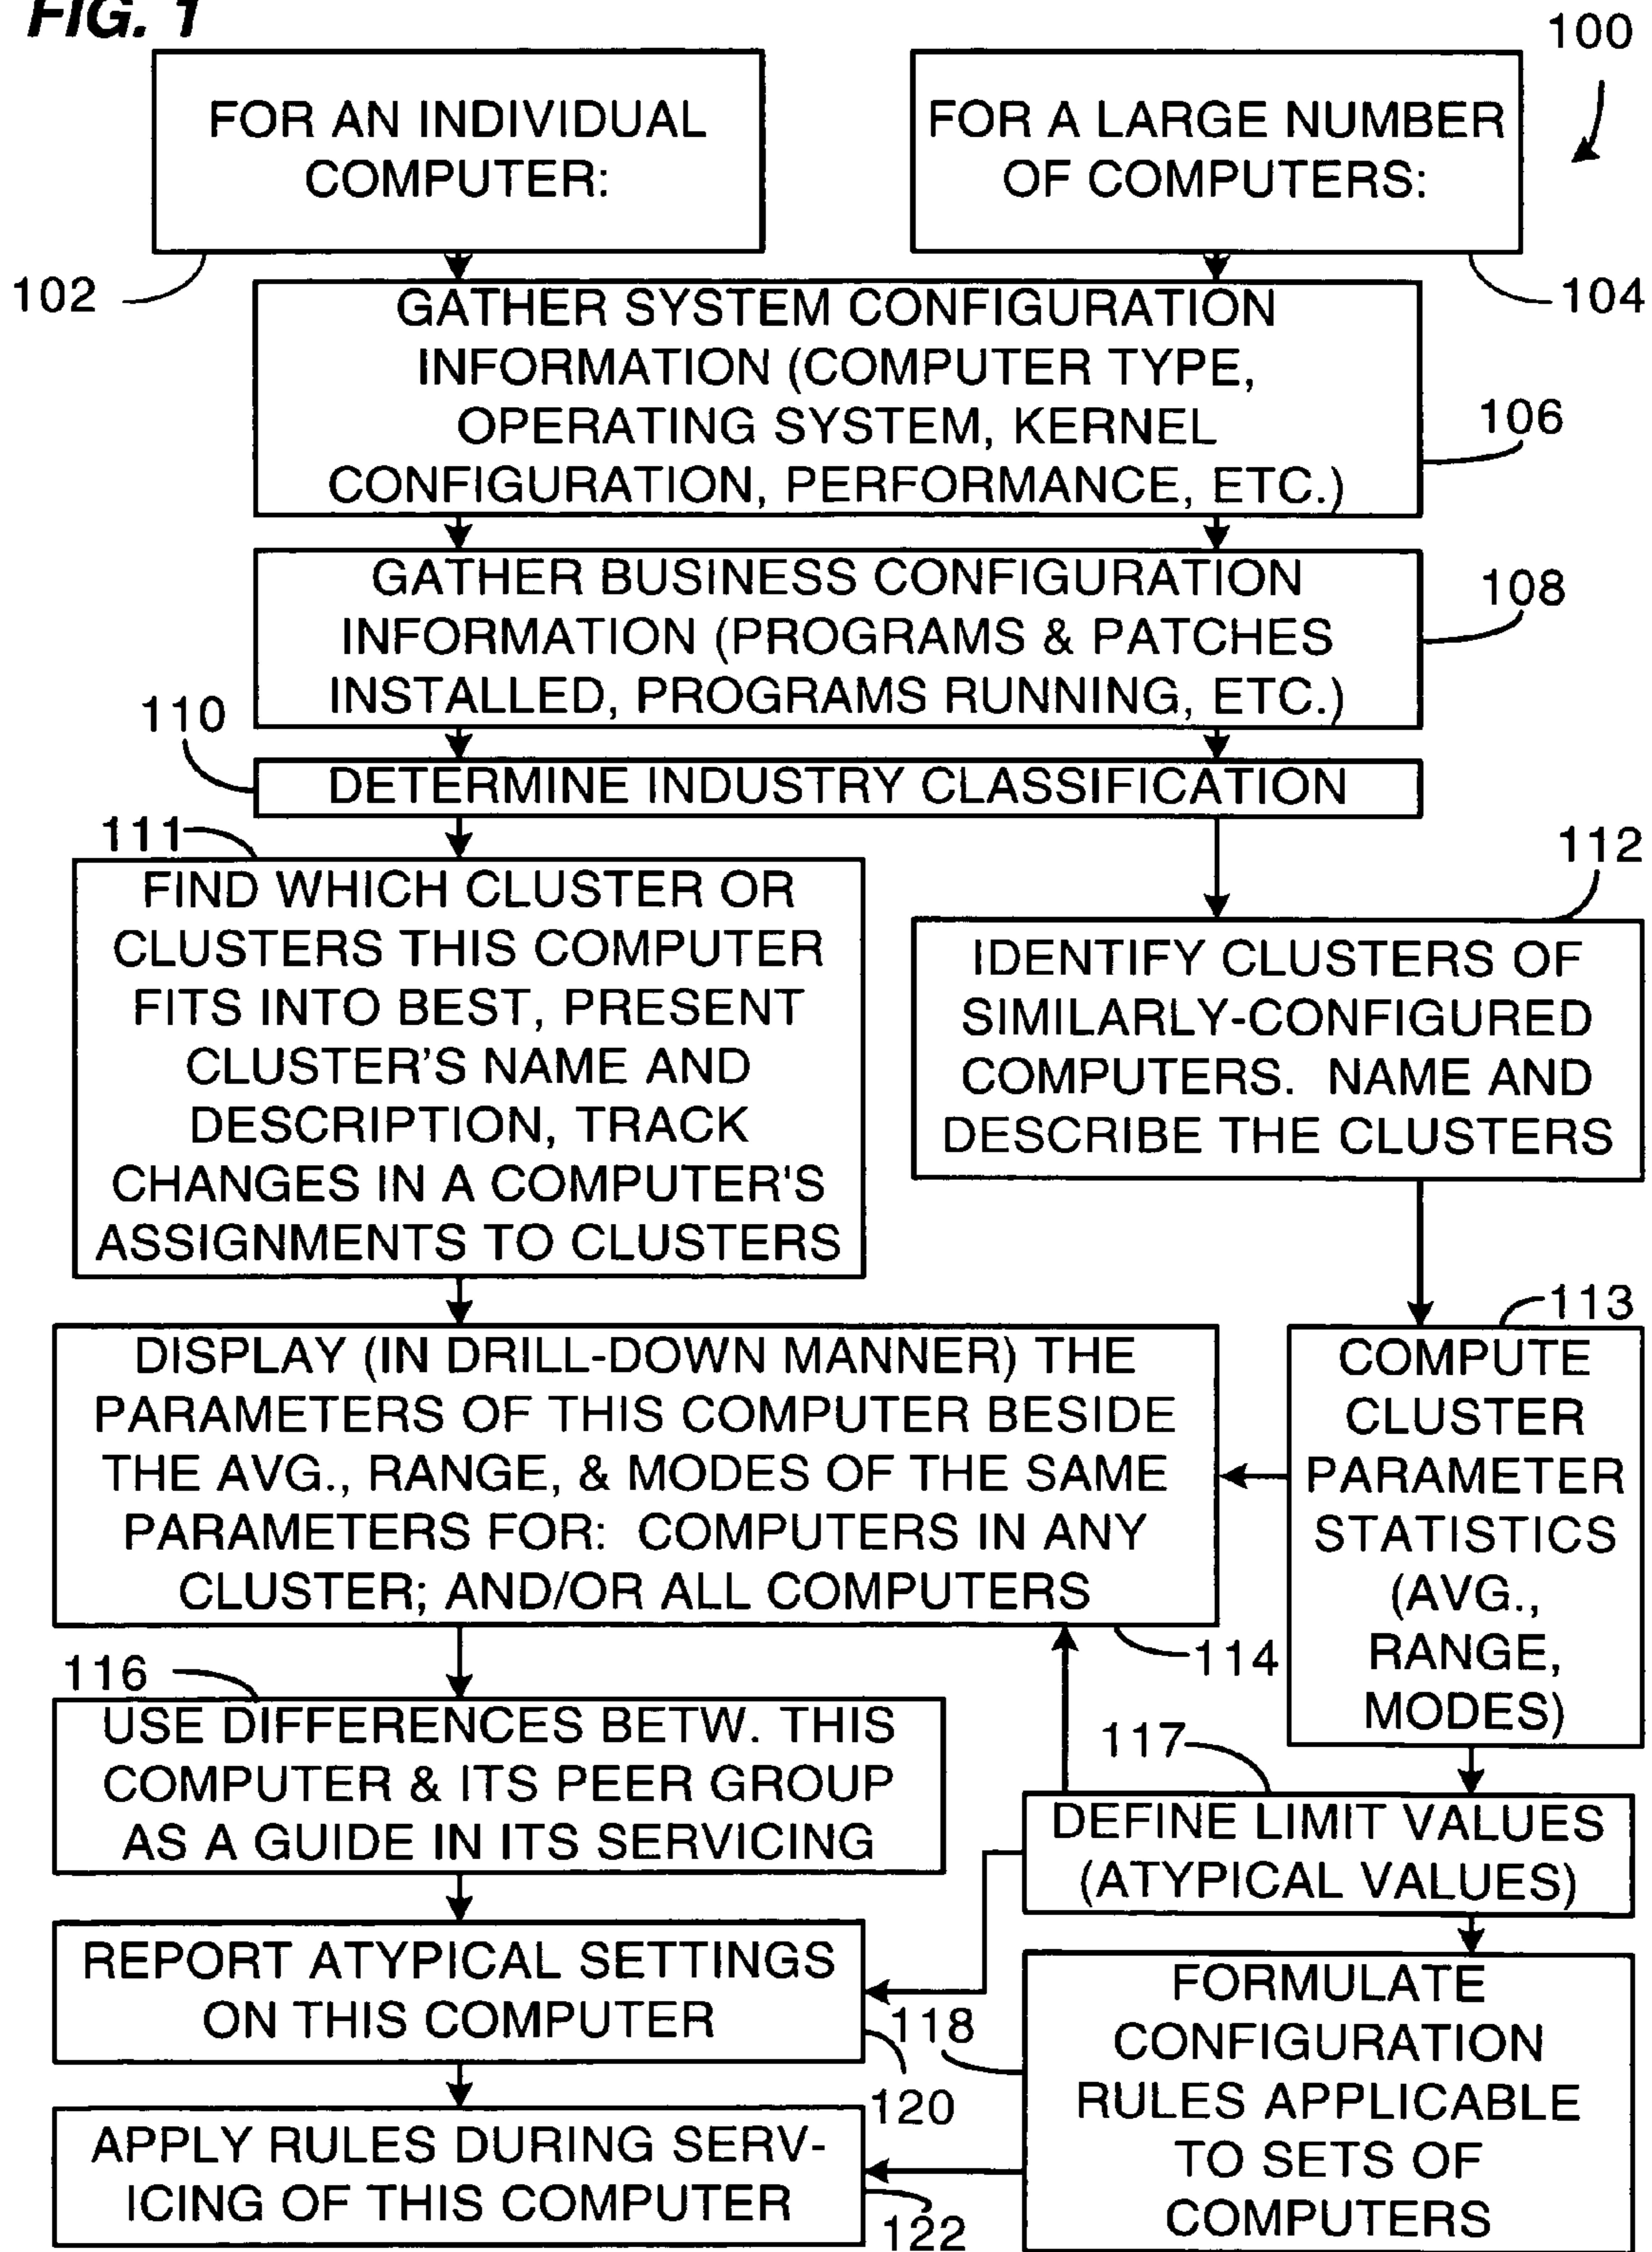 FIG. 1
100
FOR AN INDIVIDUAL
COMPUTER:
FOR A LARGE NUMBER
OF COMPUTERS:
102
104
GATHER SYSTEM CONFIGURATION
INFORMATION (COMPUTER TYPE,
OPERATING SYSTEM, KERNEL
CONFIGURATION, PERFORMANCE, ETC.)
106
GATHER BUSINESS CONFIGURATION
INFORMATION (PROGRAMS & PATCHES
INSTALLED, PROGRAMS RUNNING, ETC.)
108
110
DETERMINE INDUSTRY CLASSIFICATION
111
FIND WHICH CLUSTER OR
CLUSTERS THIS COMPUTER
FITS INTO BEST, PRESENT
CLUSTER'S NAME AND
DESCRIPTION, TRACK
CHANGES IN A COMPUTER'S
ASSIGNMENTS TO CLUSTERS
112
IDENTIFY CLUSTERS OF
SIMILARLY-CONFIGURED
COMPUTERS. NAME AND
DESCRIBE THE CLUSTERS
113
DISPLAY (IN DRILL-DOWN MANNER) THE
PARAMETERS OF THIS COMPUTER BESIDE
THE AVG., RANGE, & MODES OF THE SAME
PARAMETERS FOR: COMPUTERS IN ANY
CLUSTER; AND/OR ALL COMPUTERS
114
COMPUTE
CLUSTER
PARAMETER
STATISTICS
(AVG.,
RANGE,
MODES)
116
USE DIFFERENCES BETW. THIS
COMPUTER & ITS PEER GROUP
AS A GUIDE IN ITS SERVICING
117
DEFINE LIMIT VALUES
(ATYPICAL VALUES)
REPORT ATYPICAL SETTINGS
ON THIS COMPUTER
120
118
FORMULATE
CONFIGURATION
RULES APPLICABLE
TO SETS OF
COMPUTERS
APPLY RULES DURING SERV-
ICING OF THIS COMPUTER
122